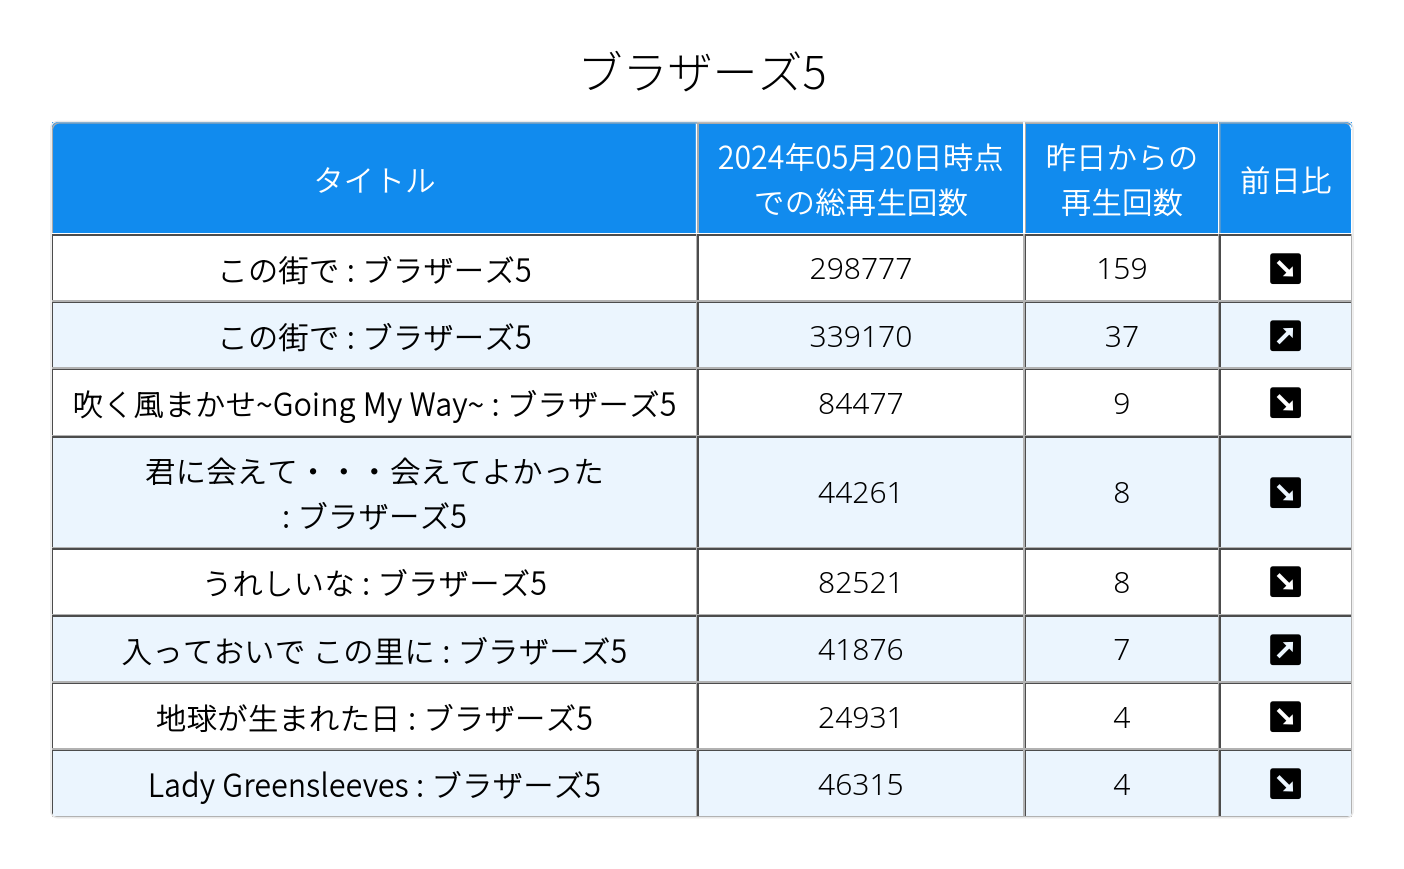 ブラザーズ5
タイトル
2024年05月20日時点
での総再生回数
昨日からの
再生回数
前日比
この街で : ブラザーズ5
298777
159
この街で : ブラザーズ5
339170
37
吹く風まかせ~Going My Way~ : ブラザーズ5
84477
9
君に会えて・・・会えてよかった
: ブラザーズ5
44261
8
うれしいな : ブラザーズ5
82521
8
入っておいで この里に : ブラザーズ5
41876
7
地球が生まれた日 : ブラザーズ5
24931
4
Lady Greensleeves : ブラザーズ5
46315
4